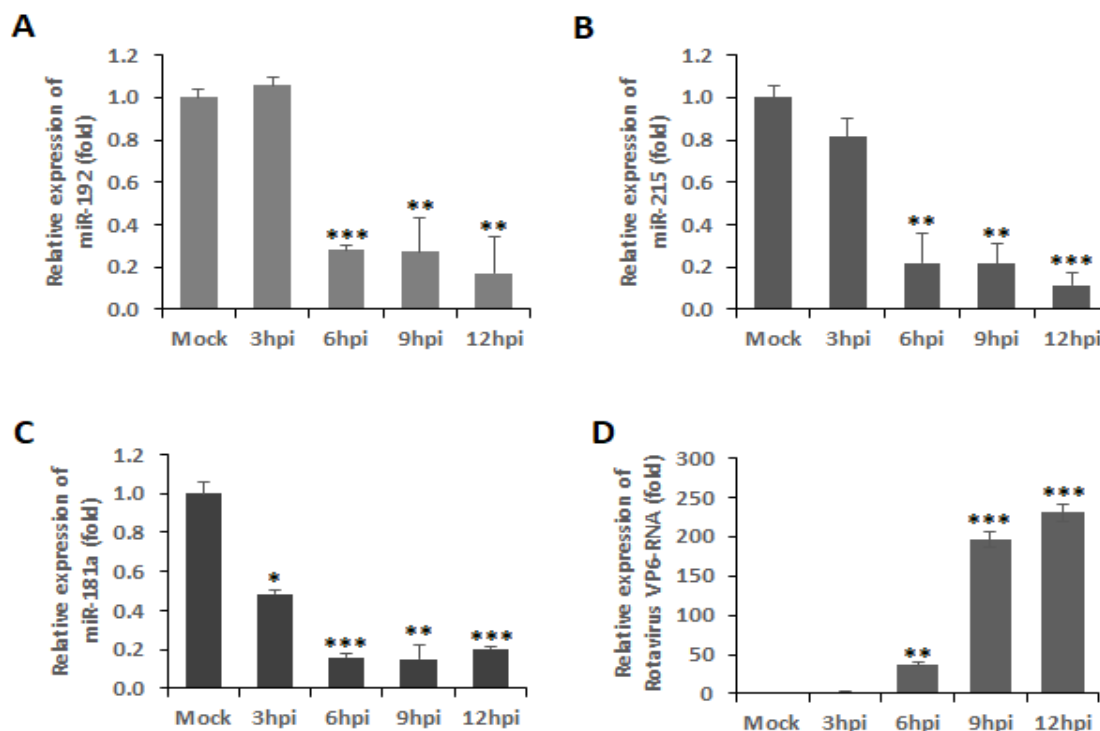 A
Relative expression of
miR-192 (fold)
1.2
1.0
0.8
0.6
0.4
0.2
0.0
***
**
**
Mock 3hpi 6hpi 9hpi 12hpi
B
Relative expression of
miR-215 (fold)
1.2
1.0
0.8
0.6
0.4
0.2
0.0
**
**
***
Mock 3hpi 6hpi 9hpi 12hpi
C
Relative expression of
miR-181a (fold)
1.2
1.0
0.8
0.6
0.4
0.2
0.0
*
***
**
***
Mock 3hpi 6hpi 9hpi 12hpi
D
Relative expression of
Rotavirus VP6-RNA (fold)
300
250
200
150
100
50
0
**
***
***
Mock 3hpi 6hpi 9hpi 12hpi